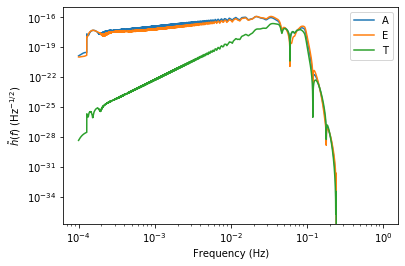 10⁻¹⁶
10⁻¹⁹
10⁻²²
10⁻²⁵
10⁻²⁸
10⁻³¹
10⁻³⁴
h̃(f) (Hz⁻¹/²)
A
E
T
10⁻⁴ 10⁻³ 10⁻² 10⁻¹ 10⁰
Frequency (Hz)